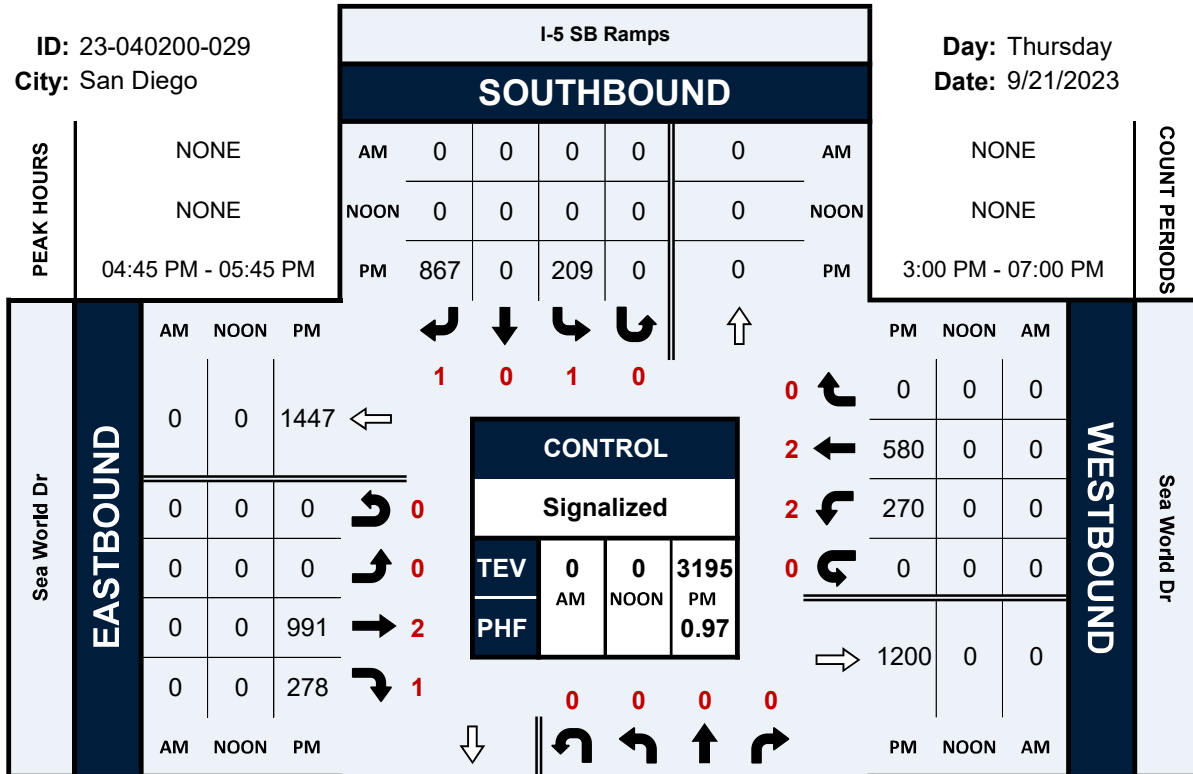 I-5 SB Ramps
ID: 23-040200-029
Day: Thursday
City: San Diego
Date: 9/21/2023
SOUTHBOUND
PEAK HOURS
NONE
AM 0 0 0 0 0 AM
NONE
COUNT PERIODS
NONE
NOON 0 0 0 0 0 NOON
NONE
04:45 PM - 05:45 PM
PM 867 0 209 0 0 PM
3:00 PM - 07:00 PM
Sea World Dr
EASTBOUND
AM NOON PM
PM NOON AM
1 0 1 0
0 0 1447
0 0 0 0
2 580 0 0
2 270 0 0
0 0 0 0
1200 0 0
WESTBOUND
Sea World Dr
CONTROL
Signalized
TEV 0 0 3195
AM NOON PM
PHF 0.97
0 0 0 0
0 0 0 0
0 0 991 2
0 0 278 1
0 0 0 0
AM NOON PM
PM NOON AM